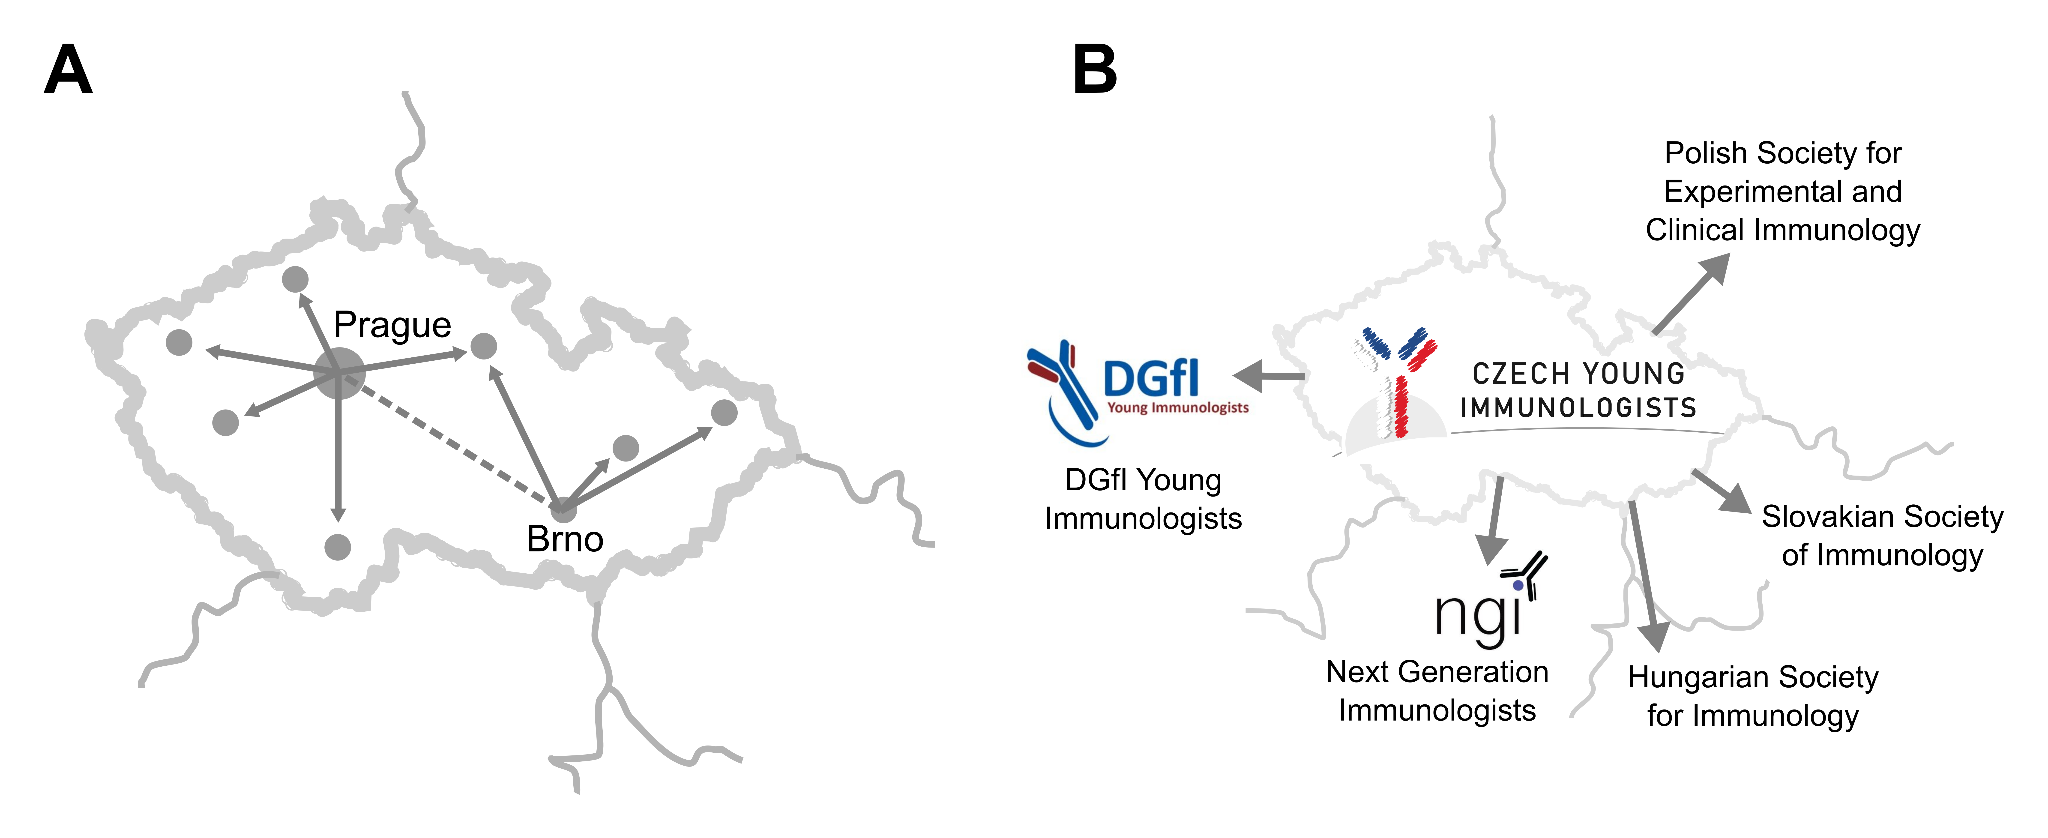 A
Prague
Brno
B
Polish Society for
Experimental and
Clinical Immunology
DGfI
Young Immunologists
DGfI Young
Immunologists
CZECH YOUNG
IMMUNOLOGISTS
Slovakian Society
of Immunology
ngi
Next Generation
Immunologists
Hungarian Society
for Immunology